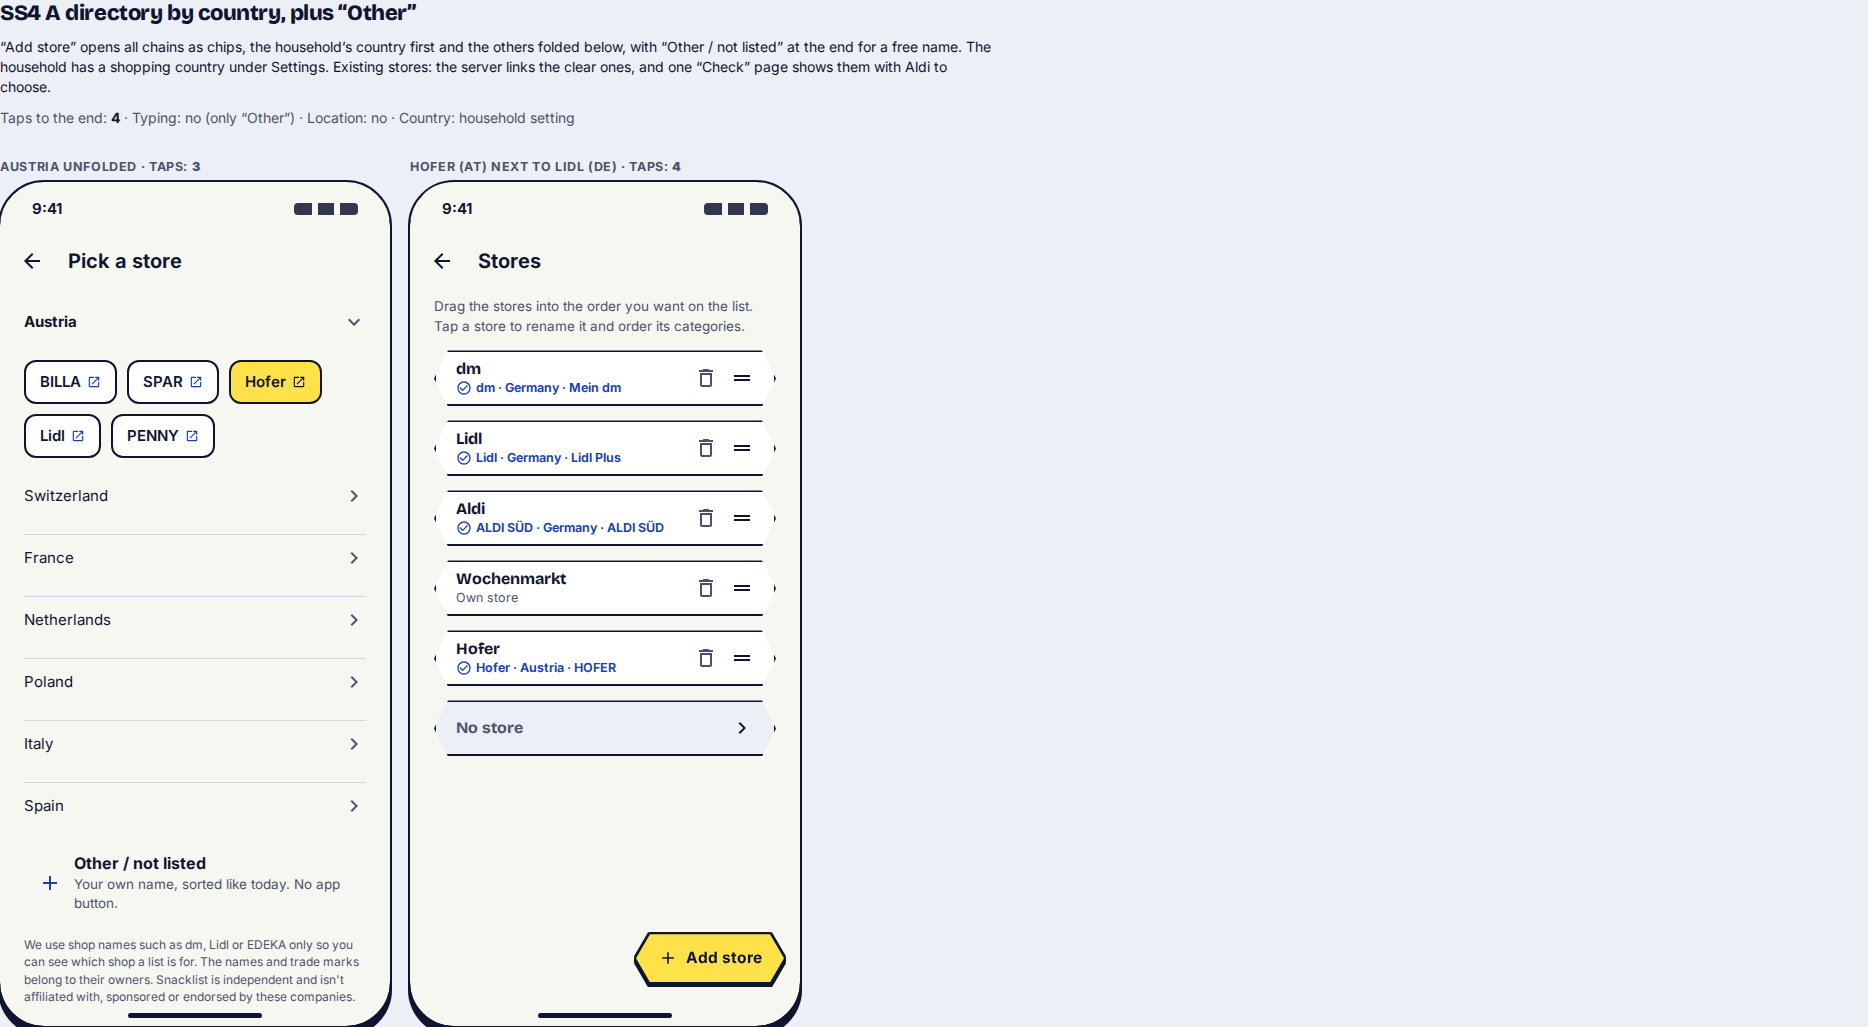 SS4 A directory by country, plus “Other”
“Add store” opens all chains as chips, the household’s country first and the others folded below, with “Other / not listed” at the end for a free name. The
household has a shopping country under Settings. Existing stores: the server links the clear ones, and one “Check” page shows them with Aldi to
choose.
Taps to the end: 4 · Typing: no (only “Other”) · Location: no · Country: household setting
AUSTRIA UNFOLDED · TAPS: 3
9:41
Pick a store
Austria
BILLA
SPAR
Hofer
Lidl
PENNY
Switzerland
France
Netherlands
Poland
Italy
Spain
Other / not listed
Your own name, sorted like today. No app
button.
We use shop names such as dm, Lidl or EDEKA only so you
can see which shop a list is for. The names and trade marks
belong to their owners. Snacklist is independent and isn't
affiliated with, sponsored or endorsed by these companies.
HOFER (AT) NEXT TO LIDL (DE) · TAPS: 4
9:41
Stores
Drag the stores into the order you want on the list.
Tap a store to rename it and order its categories.
dm
dm · Germany · Mein dm
Lidl
Lidl · Germany · Lidl Plus
Aldi
ALDI SÜD · Germany · ALDI SÜD
Wochenmarkt
Own store
Hofer
Hofer · Austria · HOFER
No store
Add store